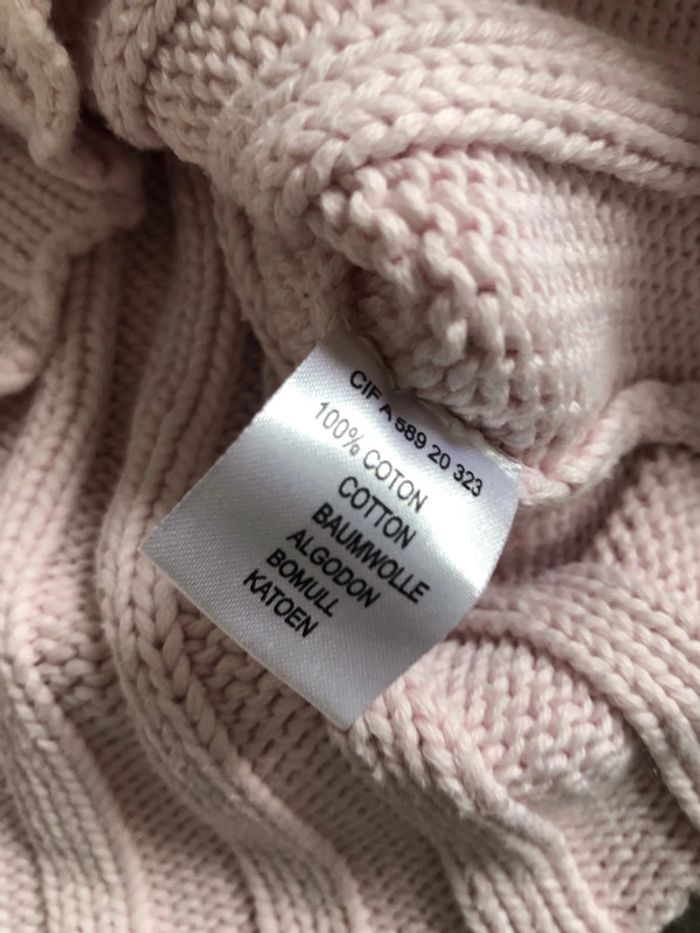 CIF A 589 20 323
100% COTON
COTTON
BAUMWOLLE
ALGODON
BOMULL
KATOEN